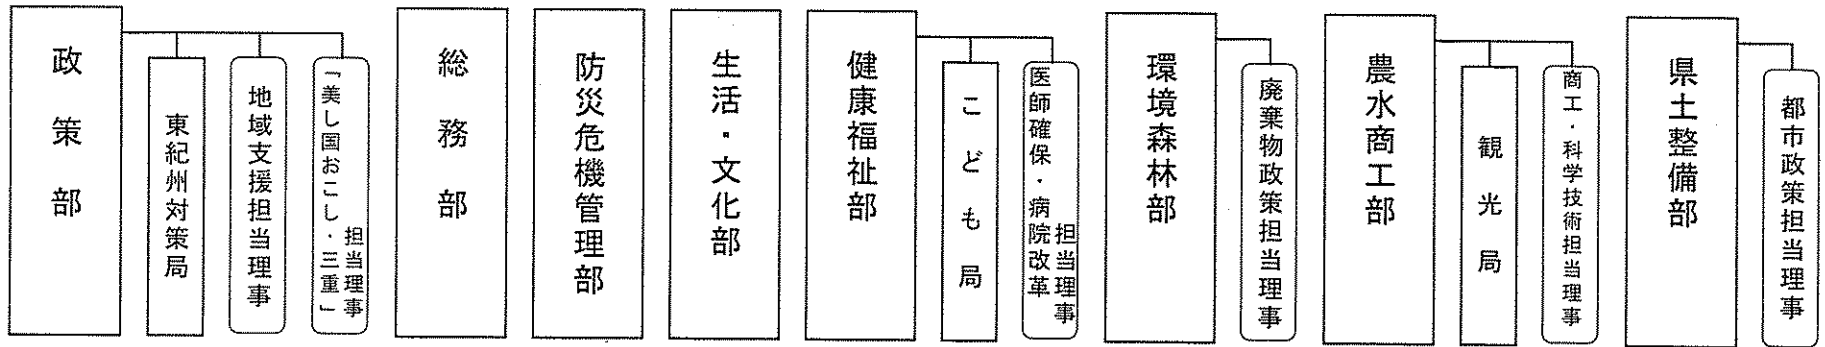 政策部
東紀州対策局
地域支援担当理事
「美し国おこし・三重」
担当理事
総務部
防災危機管理部
生活・文化部
健康福祉部
こども局
医師確保・病院改革
担当理事
環境森林部
廃棄物政策担当理事
農水商工部
観光局
商工・科学技術担当理事
県土整備部
都市政策担当理事